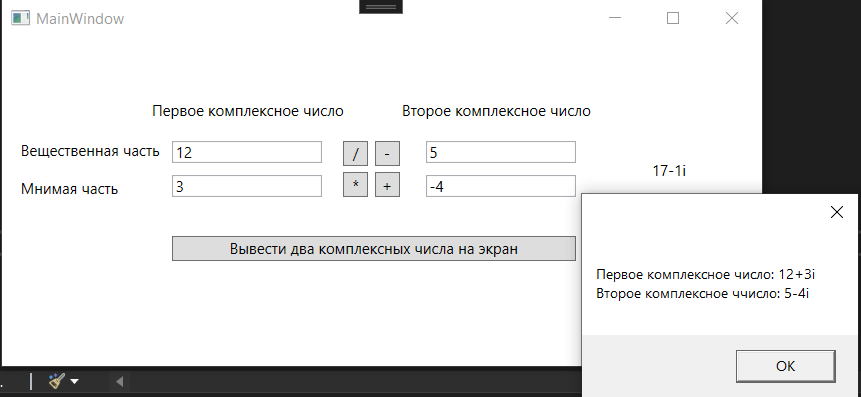 MainWindow
Первое комплексное число Второе комплексное число
Вещественная часть 12 / - 5
17-1i
Мнимая часть 3 * + -4
Вывести два комплексных числа на экран
Первое комплексное число: 12+3i
Второе комплексное ччисло: 5-4i
OK